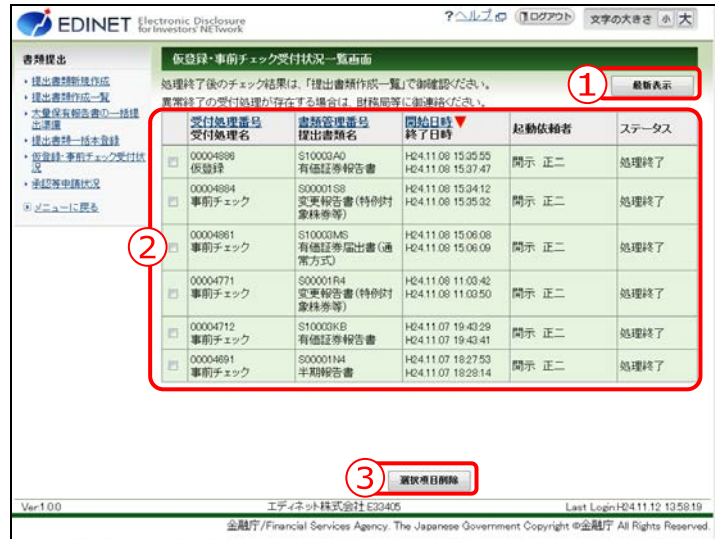 EDINET Electronic Disclosure for Investors' NETwork
?ヘルプ ログアウト 文字の大きさ 小 大
書類提出
・提出書類新規作成
・提出書類作成一覧
・大量保有報告書の一括提
出準備
・提出書類一括本登録
・仮登録・事前チェック受付状
況
・承認等申請状況
メニューに戻る
仮登録・事前チェック受付状況一覧画面
処理終了後のチェック結果は、「提出書類作成一覧」で御確認ください。
異常終了の受付処理が存在する場合は、財務局等に御連絡ください。
① 最新表示
受付処理番号 書類管理番号 開始日時▼ 起動依頼者 ステータス
受付処理名 提出書類名 終了日時
②
00004886 S10003A0 H24.11.08 15:35:55 開示 正二 処理終了
仮登録 有価証券報告書 H24.11.08 15:37:47
00004884 S00001S8 H24.11.08 15:34:12 開示 正二 処理終了
事前チェック 変更報告書(特例対 H24.11.08 15:35:32
象株券等)
00004861 S10003MS H24.11.08 15:06:08 開示 正二 処理終了
事前チェック 有価証券届出書(通 H24.11.08 15:06:09
常方式)
00004771 S00001R4 H24.11.08 11:03:42 開示 正二 処理終了
事前チェック 変更報告書(特例対 H24.11.08 11:03:50
象株券等)
00004712 S10003KB H24.11.07 19:43:29 開示 正二 処理終了
事前チェック 有価証券報告書 H24.11.07 19:43:41
00004691 S00001N4 H24.11.07 18:27:53 開示 正二 処理終了
事前チェック 半期報告書 H24.11.07 18:28:14
③ 選択項目削除
Ver.1.0.0 エディネット株式会社 E33405 Last Login:H24.11.12 13:58:19
金融庁/Financial Services Agency. The Japanese Government Copyright ©金融庁 All Rights Reserved.